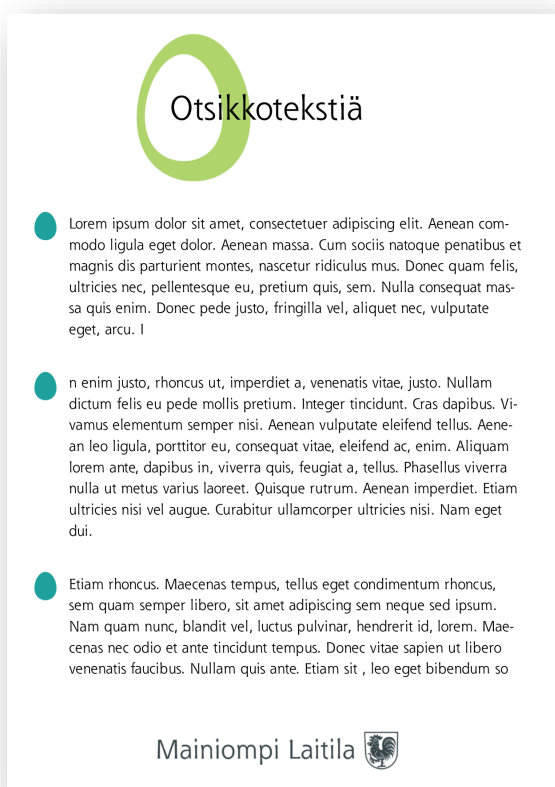 Otsikkotekstiä
Lorem ipsum dolor sit amet, consectetuer adipiscing elit. Aenean com-
modo ligula eget dolor. Aenean massa. Cum sociis natoque penatibus et
magnis dis parturient montes, nascetur ridiculus mus. Donec quam felis,
ultricies nec, pellentesque eu, pretium quis, sem. Nulla consequat mas-
sa quis enim. Donec pede justo, fringilla vel, aliquet nec, vulputate
eget, arcu. I
n enim justo, rhoncus ut, imperdiet a, venenatis vitae, justo. Nullam
dictum felis eu pede mollis pretium. Integer tincidunt. Cras dapibus. Vi-
vamus elementum semper nisi. Aenean vulputate eleifend tellus. Aene-
an leo ligula, porttitor eu, consequat vitae, eleifend ac, enim. Aliquam
lorem ante, dapibus in, viverra quis, feugiat a, tellus. Phasellus viverra
nulla ut metus varius laoreet. Quisque rutrum. Aenean imperdiet. Etiam
ultricies nisi vel augue. Curabitur ullamcorper ultricies nisi. Nam eget
dui.
Etiam rhoncus. Maecenas tempus, tellus eget condimentum rhoncus,
sem quam semper libero, sit amet adipiscing sem neque sed ipsum.
Nam quam nunc, blandit vel, luctus pulvinar, hendrerit id, lorem. Mae-
cenas nec odio et ante tincidunt tempus. Donec vitae sapien ut libero
venenatis faucibus. Nullam quis ante. Etiam sit , leo eget bibendum so
Mainiompi Laitila